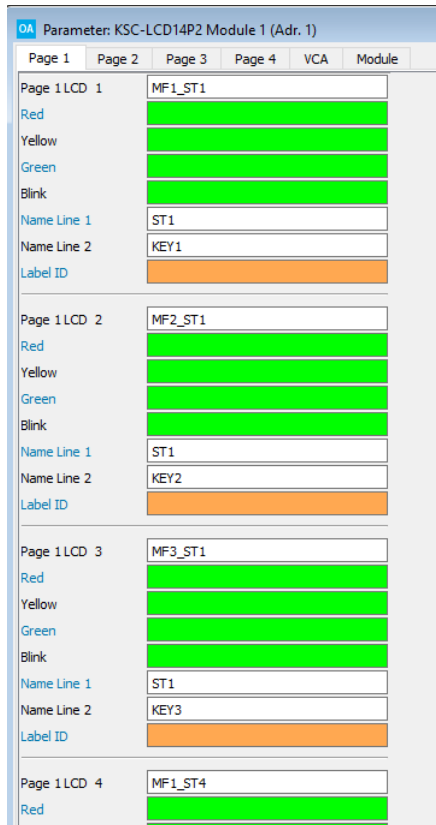 OA Parameter: KSC-LCD14P2 Module 1 (Adr. 1)
Page 1 Page 2 Page 3 Page 4 VCA Module
Page 1 LCD 1 MF1_ST1
Red
Yellow
Green
Blink
Name Line 1 ST1
Name Line 2 KEY1
Label ID
Page 1 LCD 2 MF2_ST1
Red
Yellow
Green
Blink
Name Line 1 ST1
Name Line 2 KEY2
Label ID
Page 1 LCD 3 MF3_ST1
Red
Yellow
Green
Blink
Name Line 1 ST1
Name Line 2 KEY3
Label ID
Page 1 LCD 4 MF1_ST4
Red